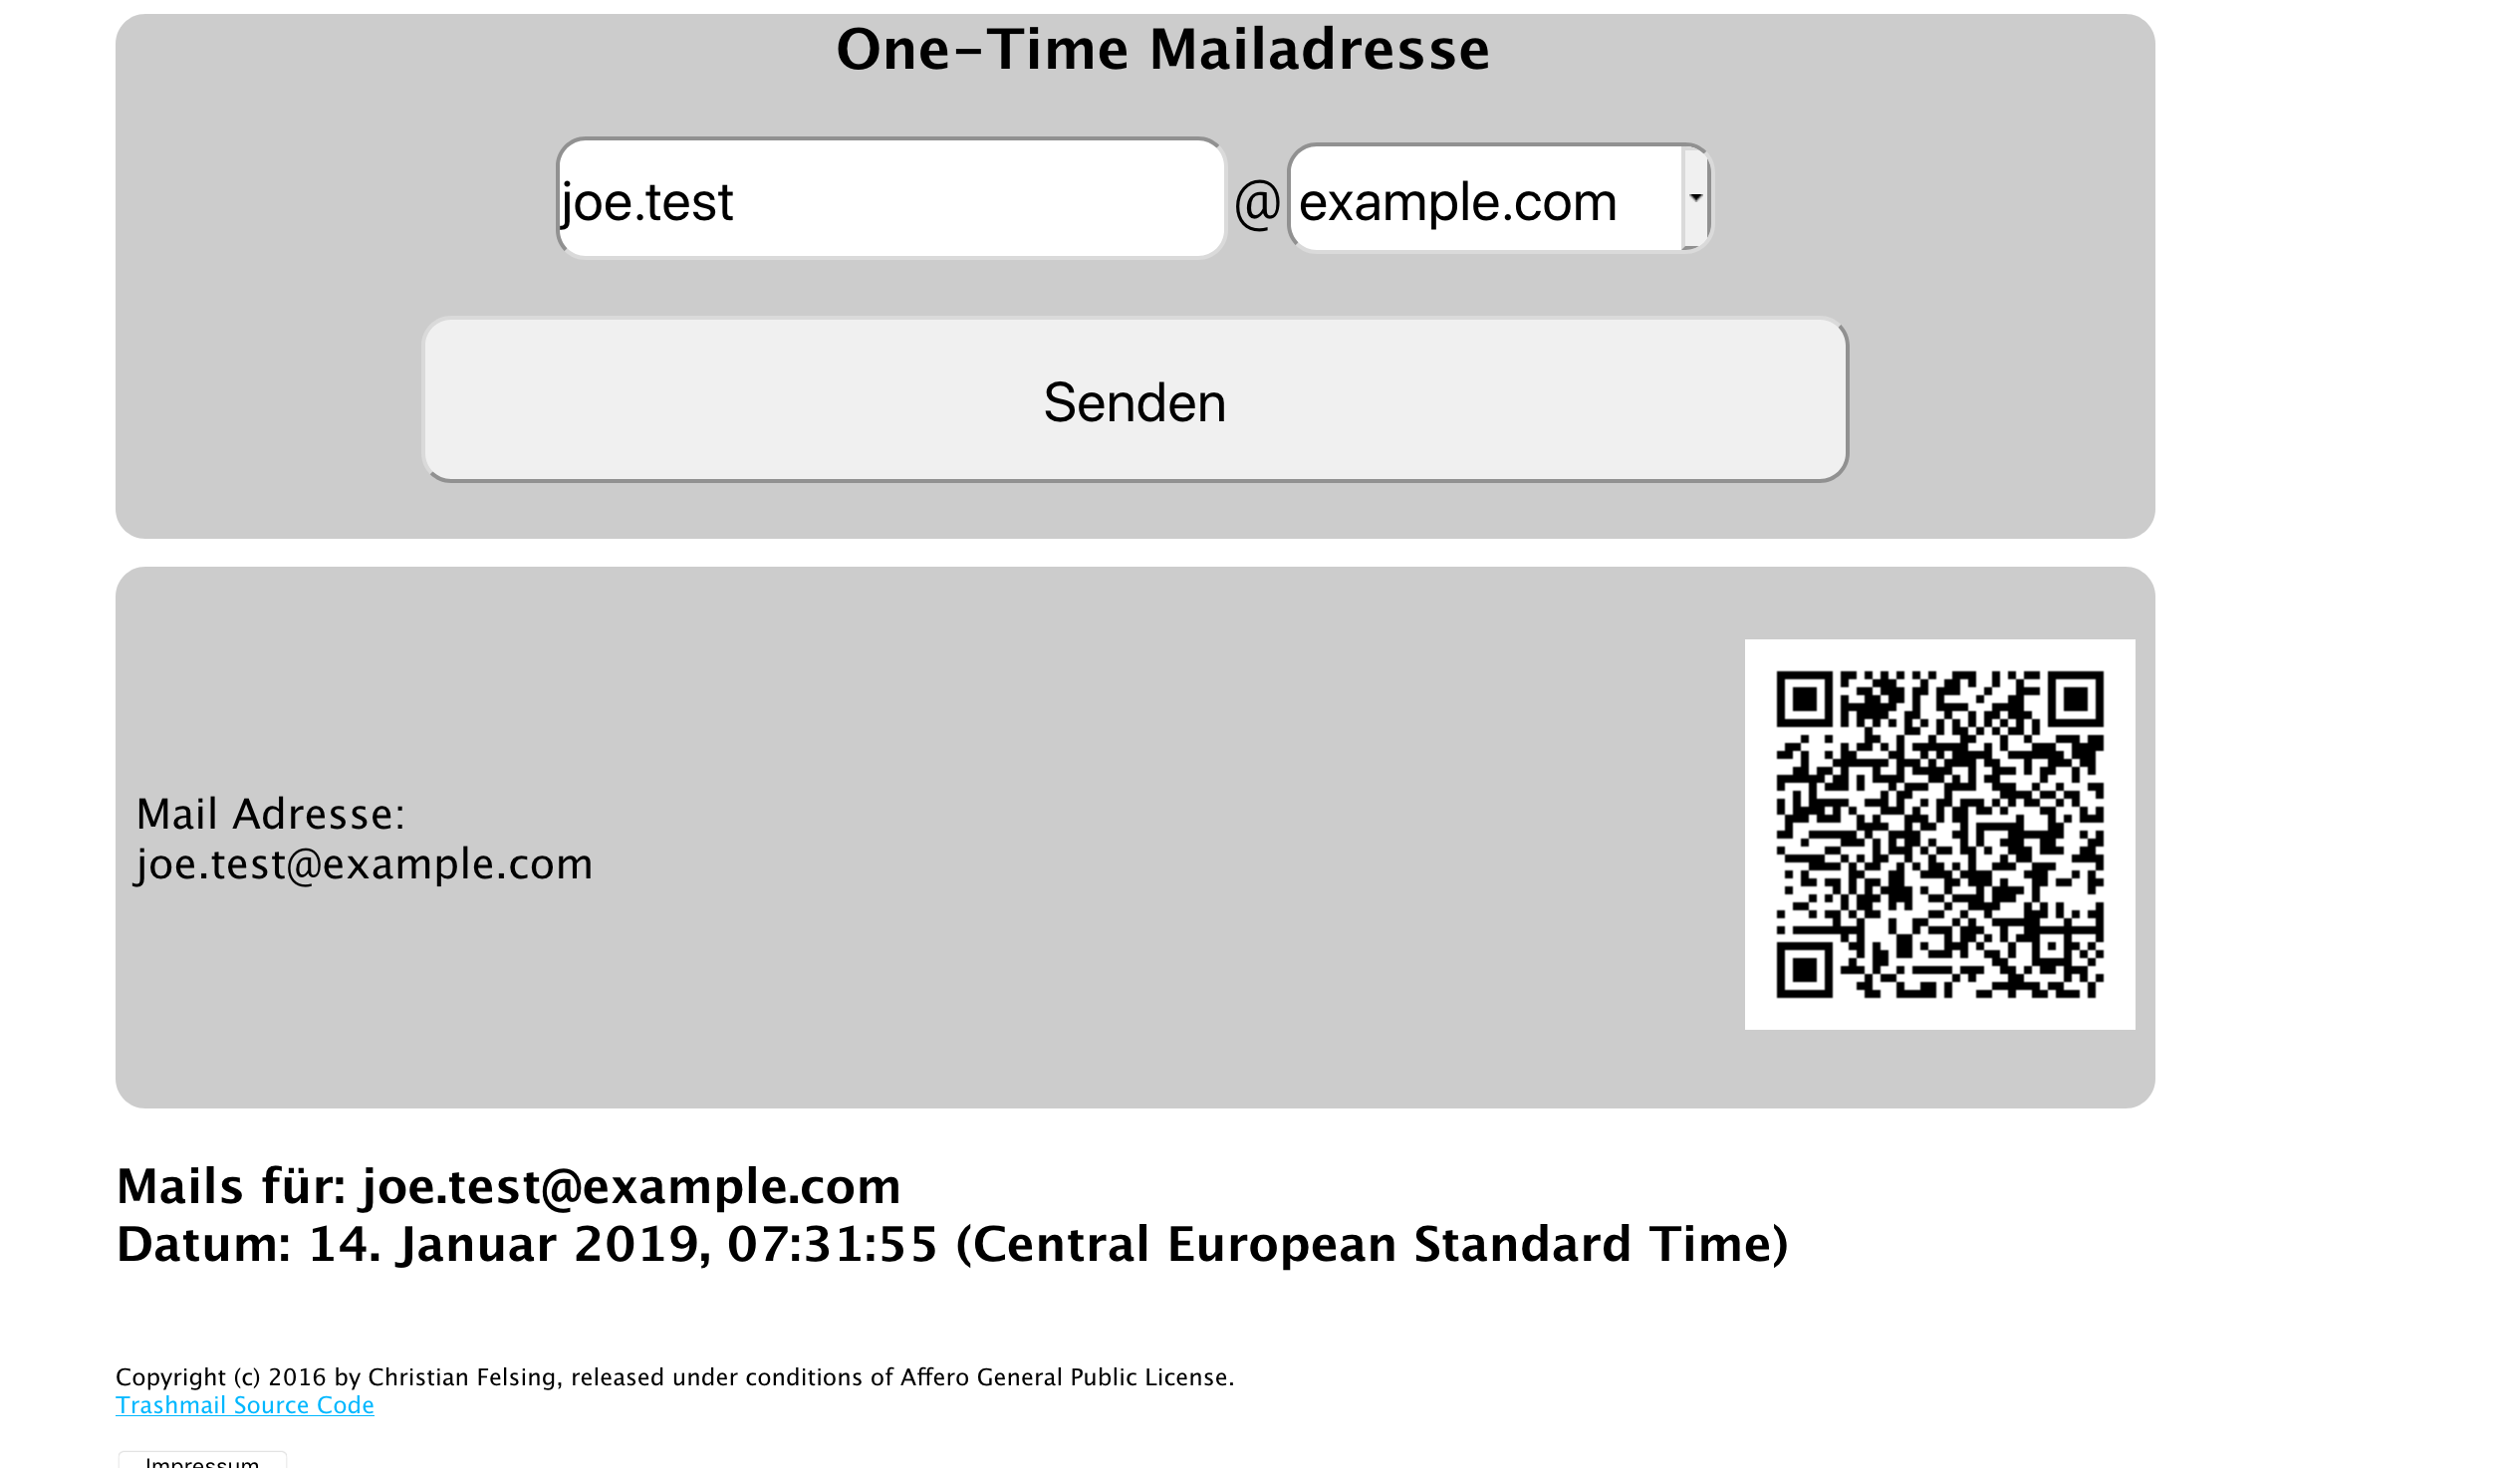 One-Time Mailadresse
joe.test @ example.com
Senden
Mail Adresse:
joe.test@example.com
Mails für: joe.test@example.com
Datum: 14. Januar 2019, 07:31:55 (Central European Standard Time)
Copyright (c) 2016 by Christian Felsing, released under conditions of Affero General Public License.
Trashmail Source Code
Impressum